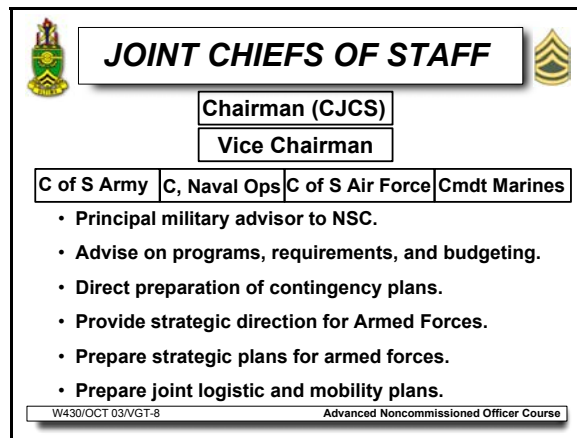 JOINT CHIEFS OF STAFF
Chairman (CJCS)
Vice Chairman
C of S Army C, Naval Ops C of S Air Force Cmdt Marines
• Principal military advisor to NSC.
• Advise on programs, requirements, and budgeting.
• Direct preparation of contingency plans.
• Provide strategic direction for Armed Forces.
• Prepare strategic plans for armed forces.
• Prepare joint logistic and mobility plans.
W430/OCT 03/VGT-8 Advanced Noncommissioned Officer Course